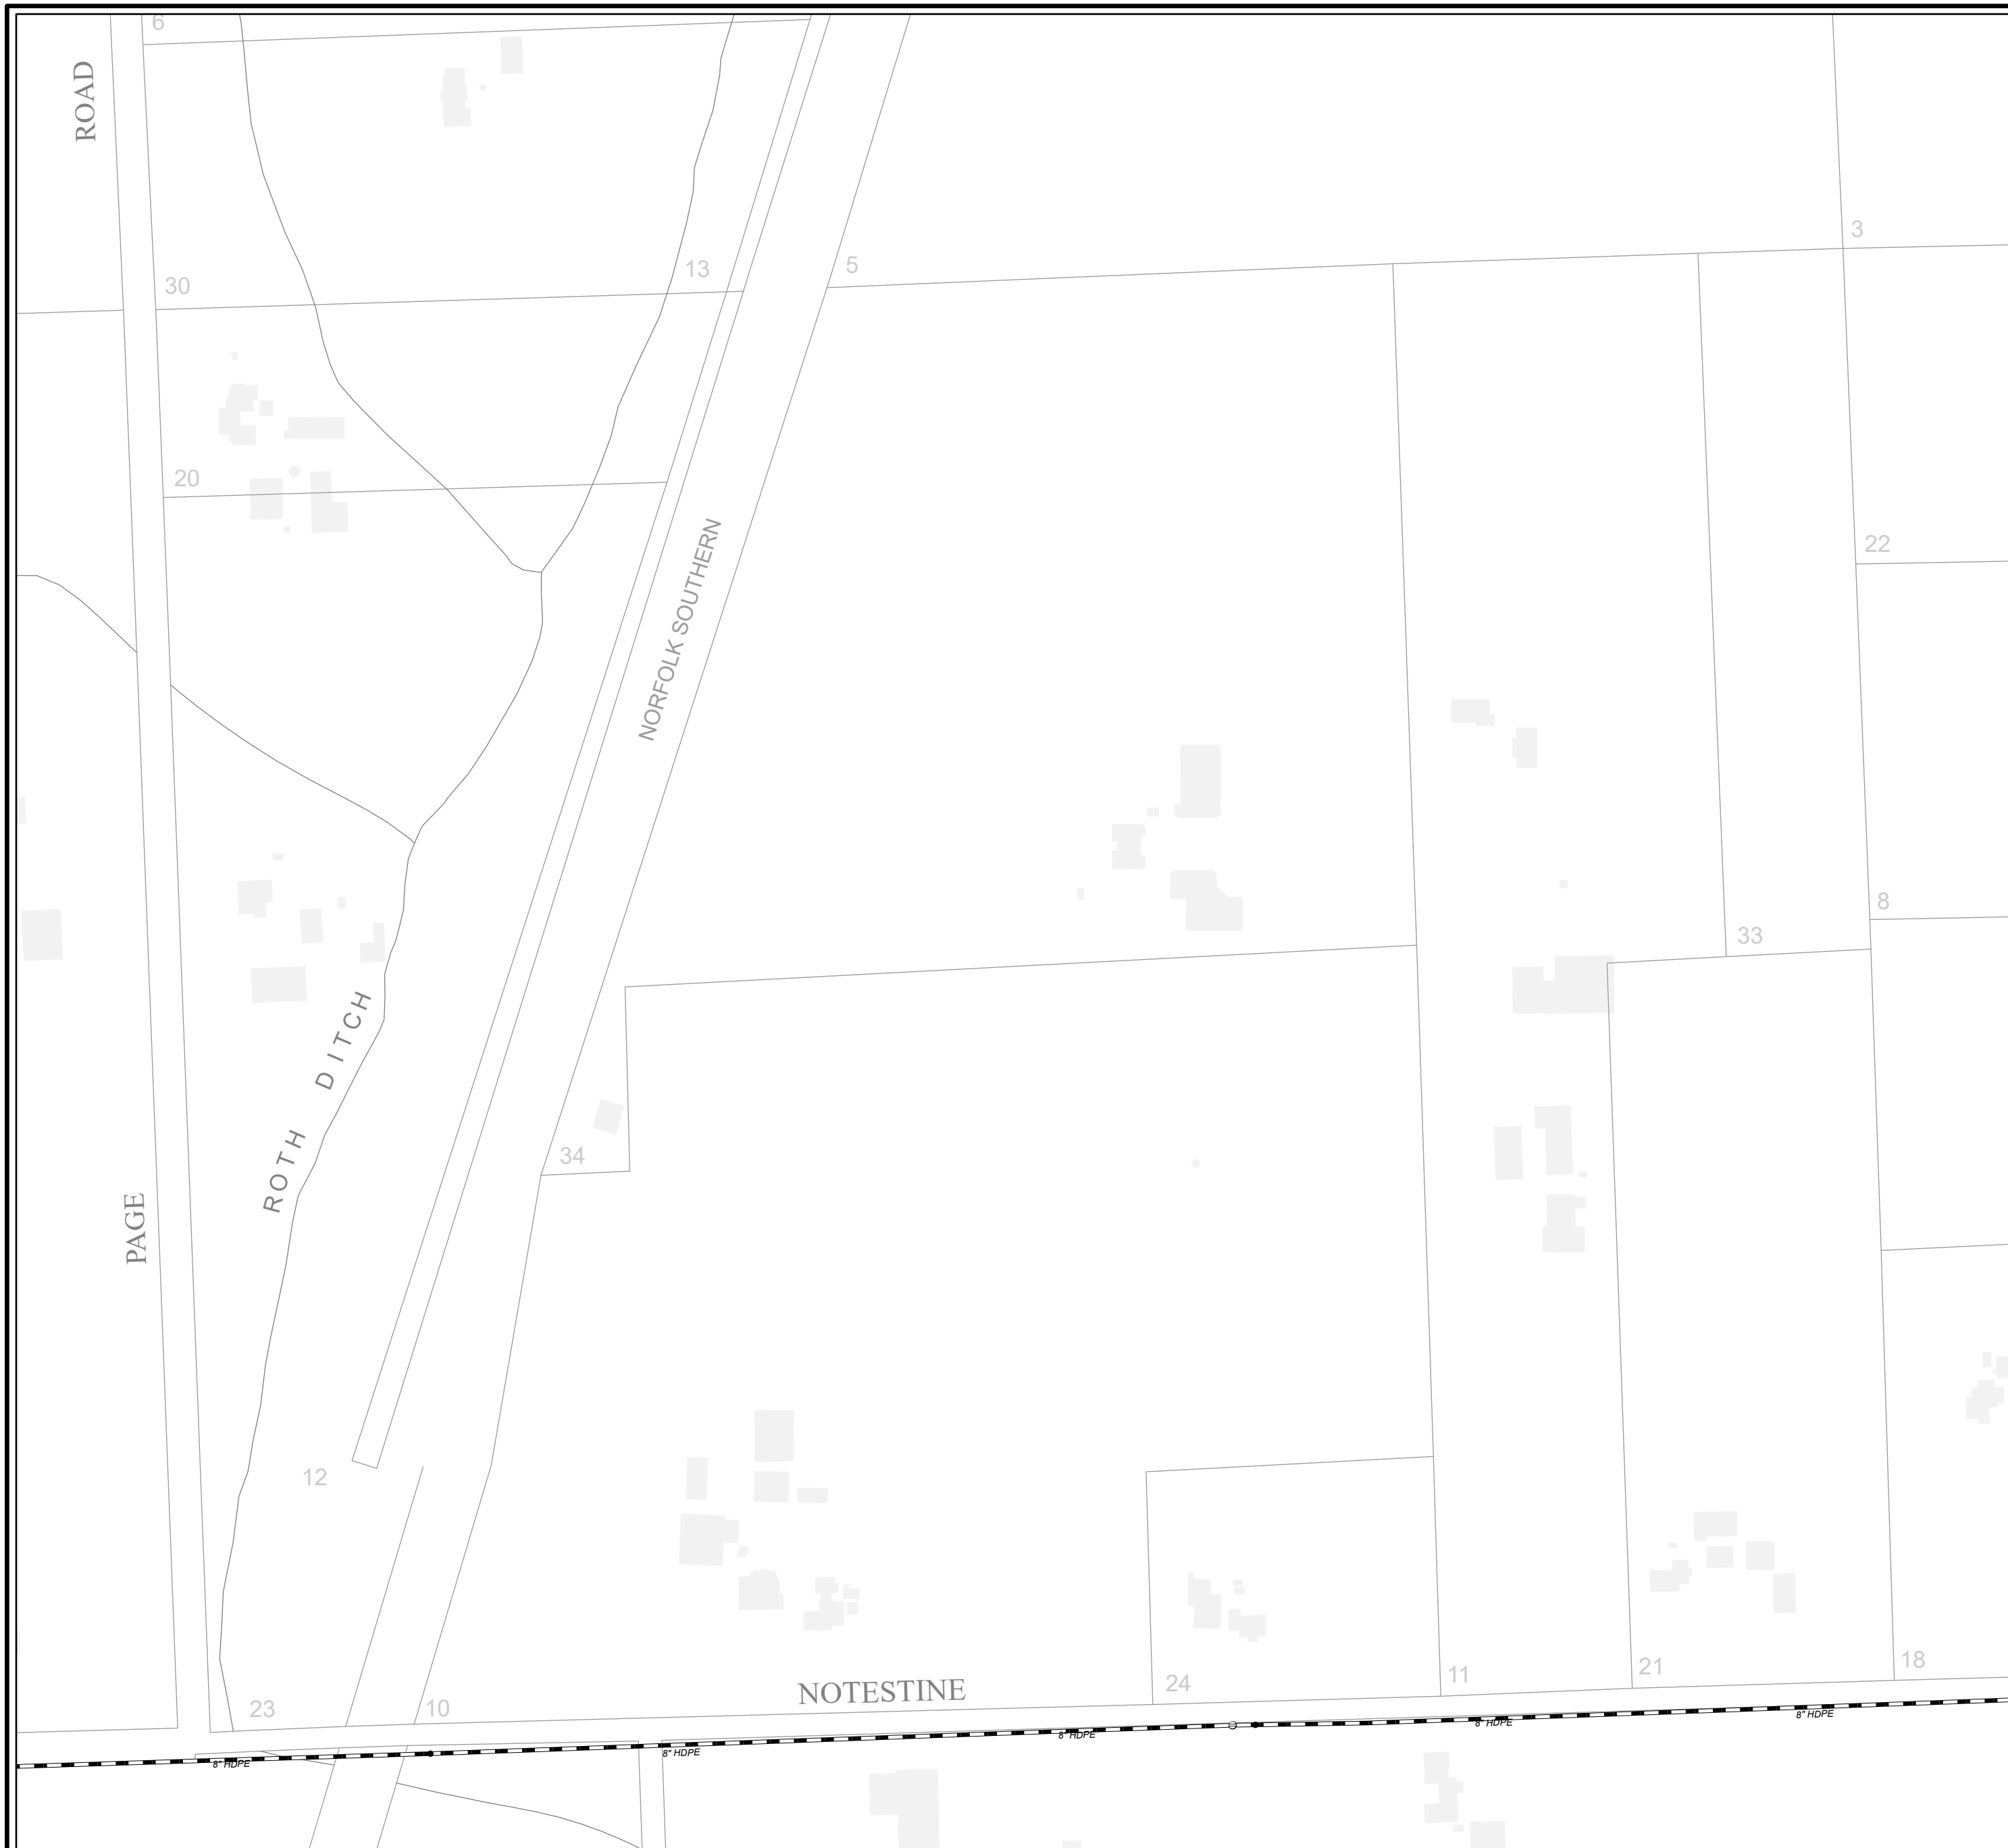 6
ROAD
3
13
5
30
20
22
NORFOLK SOUTHERN
8
33
ROTH DITCH
34
PAGE
12
18
21
11
24
NOTESTINE
23
10
8" HDPE
8" HDPE
8" HDPE
8" HDPE
8" HDPE